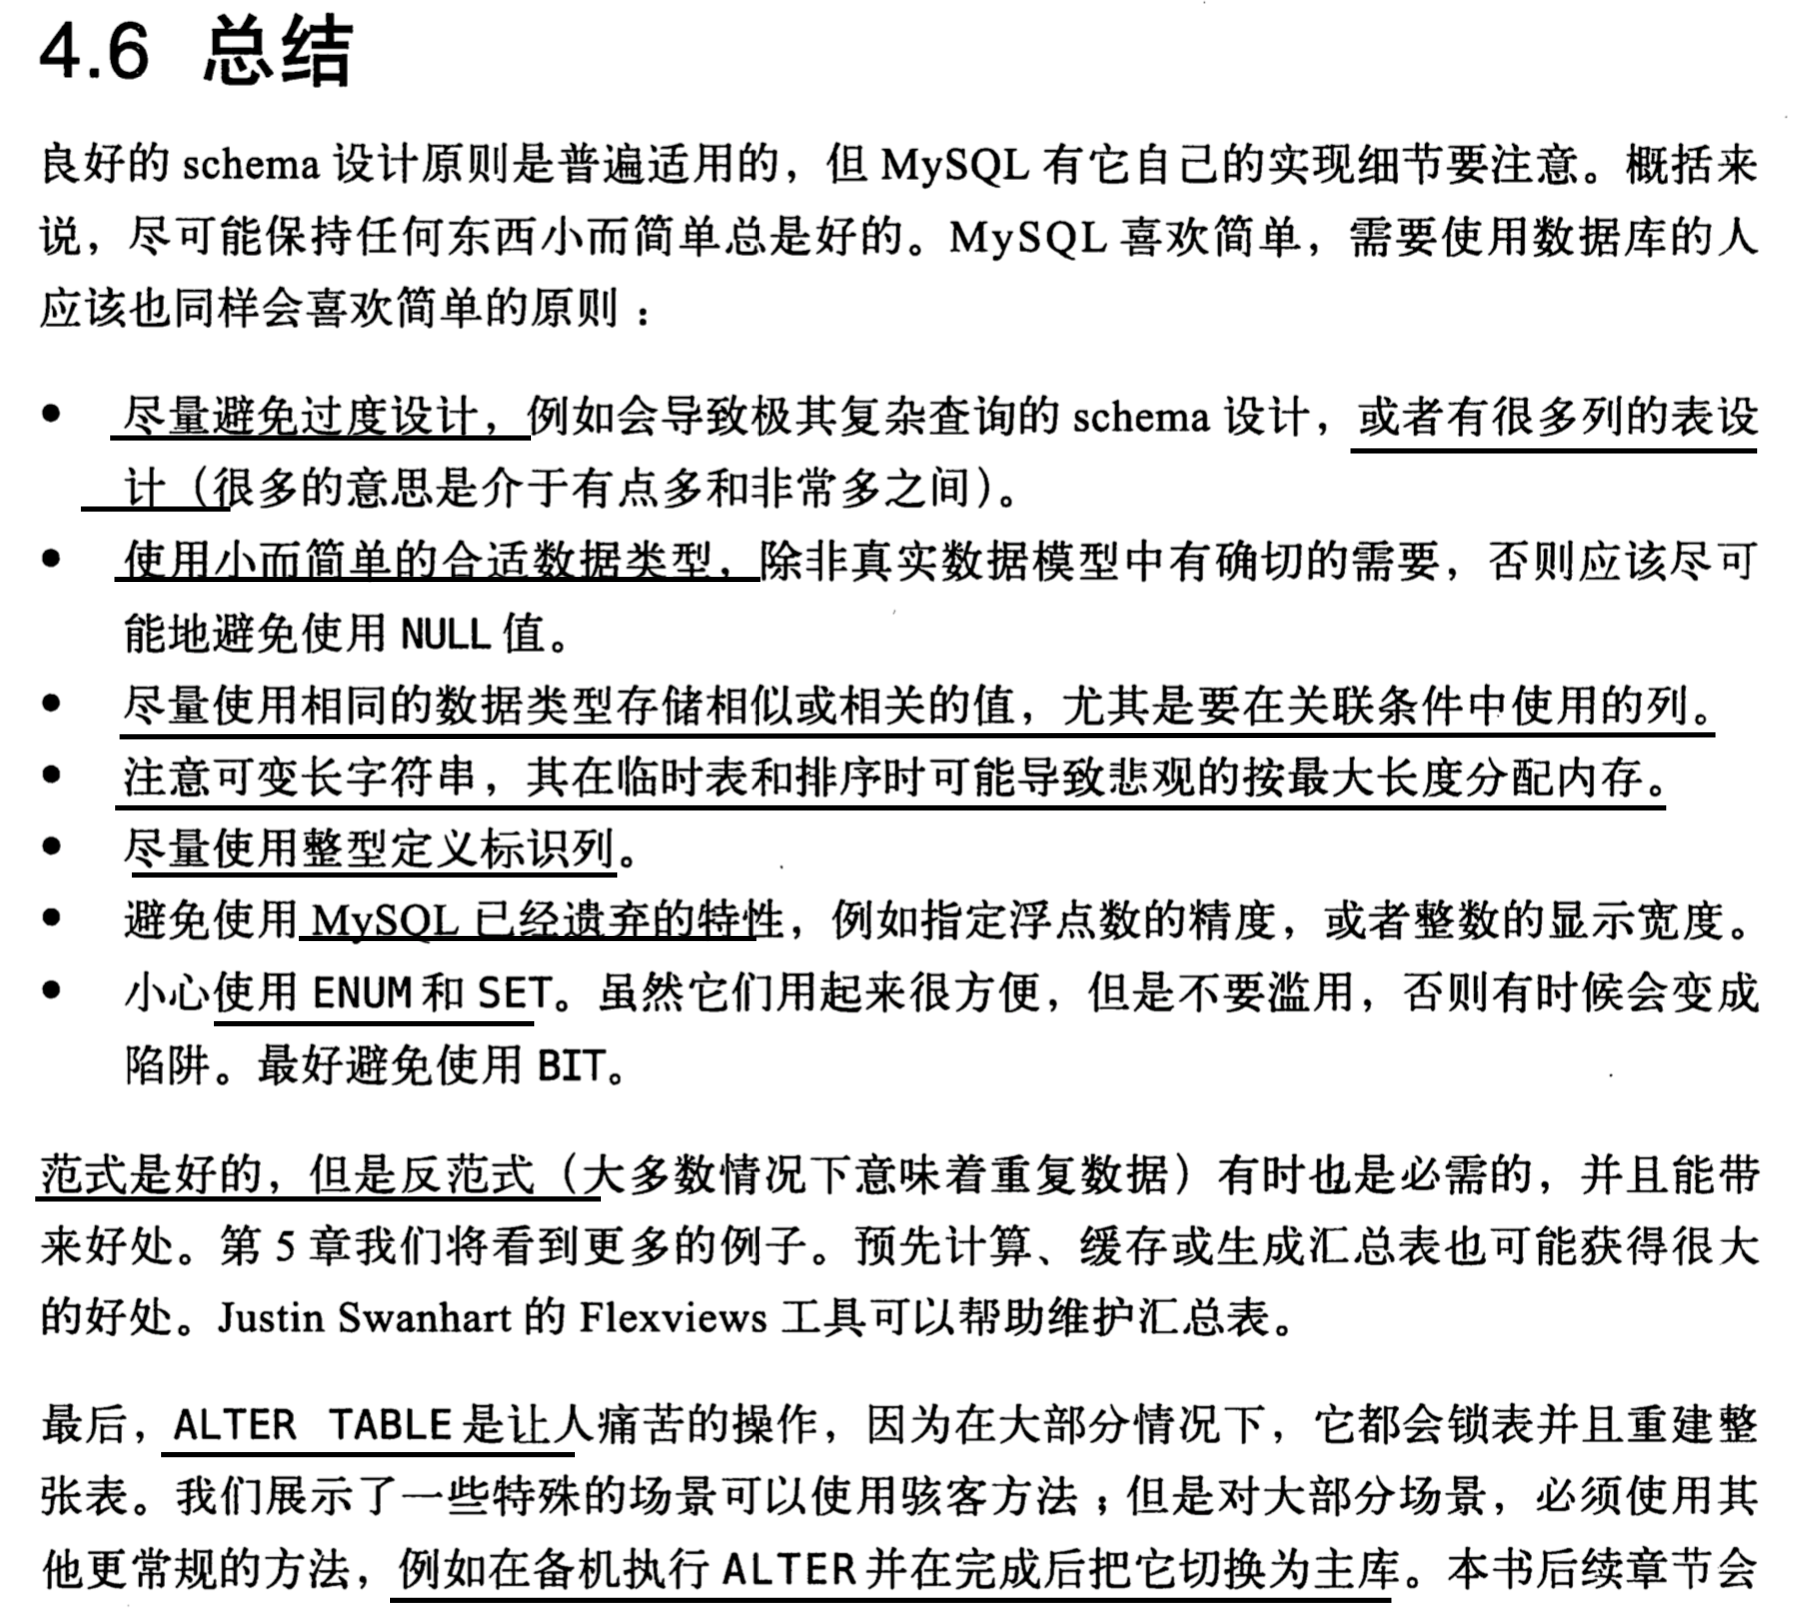 4.6 总结
良好的 schema 设计原则是普遍适用的，但 MySQL 有它自己的实现细节要注意。概括来
说，尽可能保持任何东西小而简单总是好的。MySQL 喜欢简单，需要使用数据库的人
应该也同样会喜欢简单的原则：
● 尽量避免过度设计，例如会导致极其复杂查询的 schema 设计，或者有很多列的表设
计（很多的意思是介于有点多和非常多之间）。
● 使用小而简单的合适数据类型，除非真实数据模型中有确切的需要，否则应该尽可
能地避免使用 NULL 值。
● 尽量使用相同的数据类型存储相似或相关的值，尤其是要在关联条件中使用的列。
● 注意可变长字符串，其在临时表和排序时可能导致悲观的按最大长度分配内存。
● 尽量使用整型定义标识列。
● 避免使用 MySQL 已经遗弃的特性，例如指定浮点数的精度，或者整数的显示宽度。
● 小心使用 ENUM 和 SET。虽然它们用起来很方便，但是不要滥用，否则有时候会变成
陷阱。最好避免使用 BIT。
范式是好的，但是反范式（大多数情况下意味着重复数据）有时也是必需的，并且能带
来好处。第 5 章我们将看到更多的例子。预先计算、缓存或生成汇总表也可能获得很大
的好处。Justin Swanhart 的 Flexviews 工具可以帮助维护汇总表。
最后，ALTER TABLE 是让人痛苦的操作，因为在大部分情况下，它都会锁表并且重建整
张表。我们展示了一些特殊的场景可以使用骇客方法；但是对大部分场景，必须使用其
他更常规的方法，例如在备机执行 ALTER 并在完成后把它切换为主库。本书后续章节会